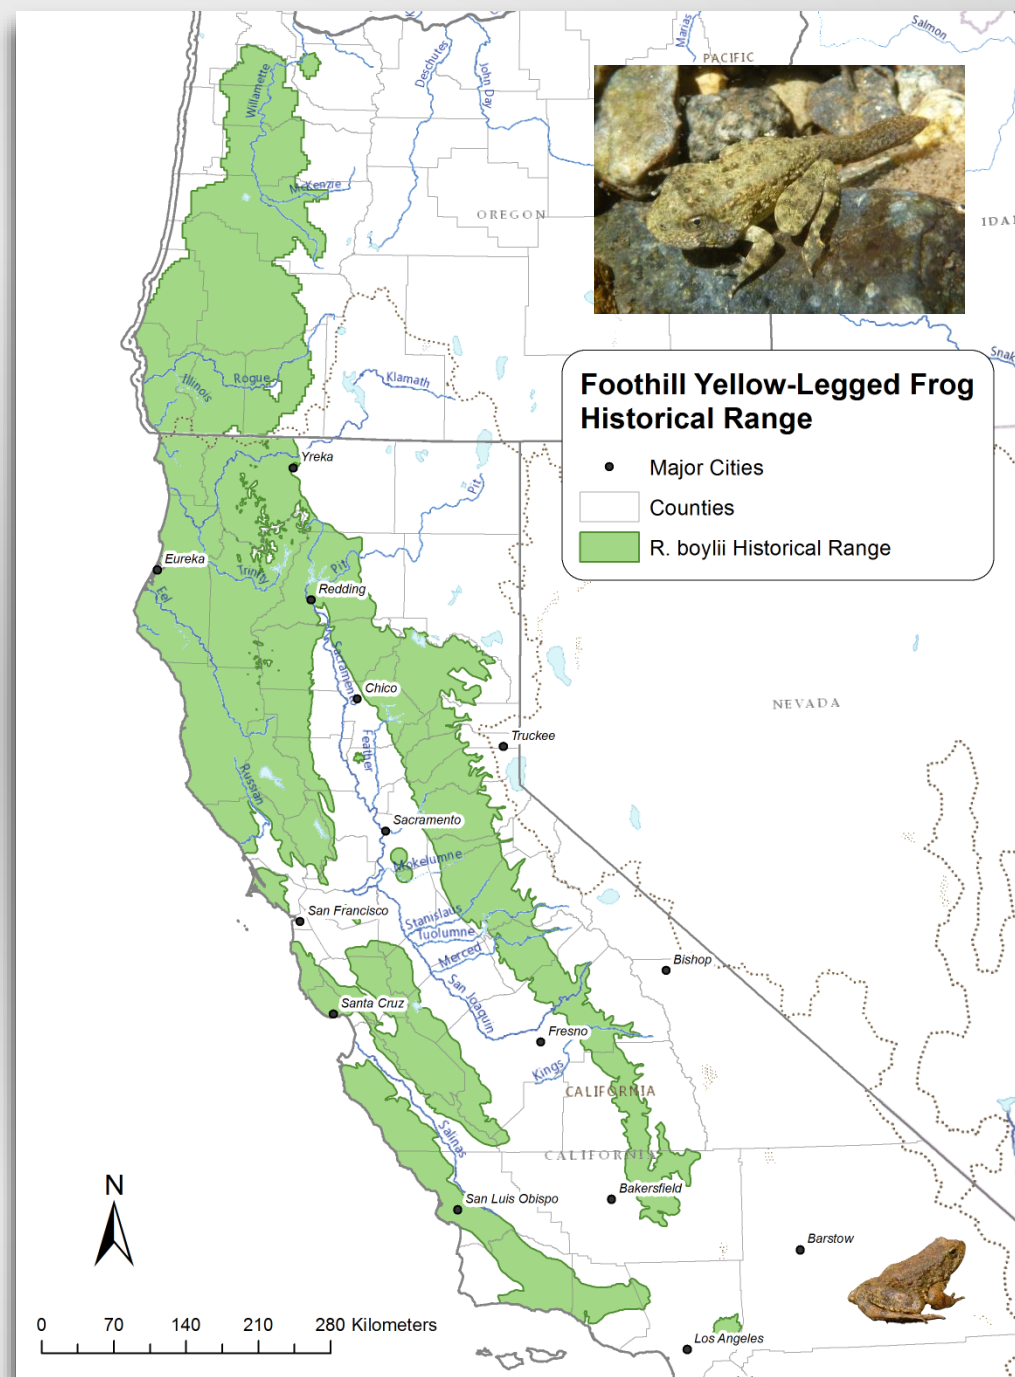 Salmon
PACIFIC
Marias
Deschutes
John Day
Willamette
McKenzie
OREGON
Rogue
Illinois
Klamath
Snak
Foothill Yellow-Legged Frog
Historical Range
Major Cities
Counties
R. boylii Historical Range
Yreka
Pit
Eureka
Trinity
Pit
Redding
Eel
Sacramento
Chico
NEVADA
Feather
Truckee
Russian
Sacramento
Mokelumne
San Francisco
Stanislaus
Tuolumne
Merced
Bishop
San Joaquin
Santa Cruz
Fresno
Kings
CALIFORNIA
Salinas
CALIFORNIA
N
San Luis Obispo
Bakersfield
Barstow
0 70 140 210 280 Kilometers
Los Angeles